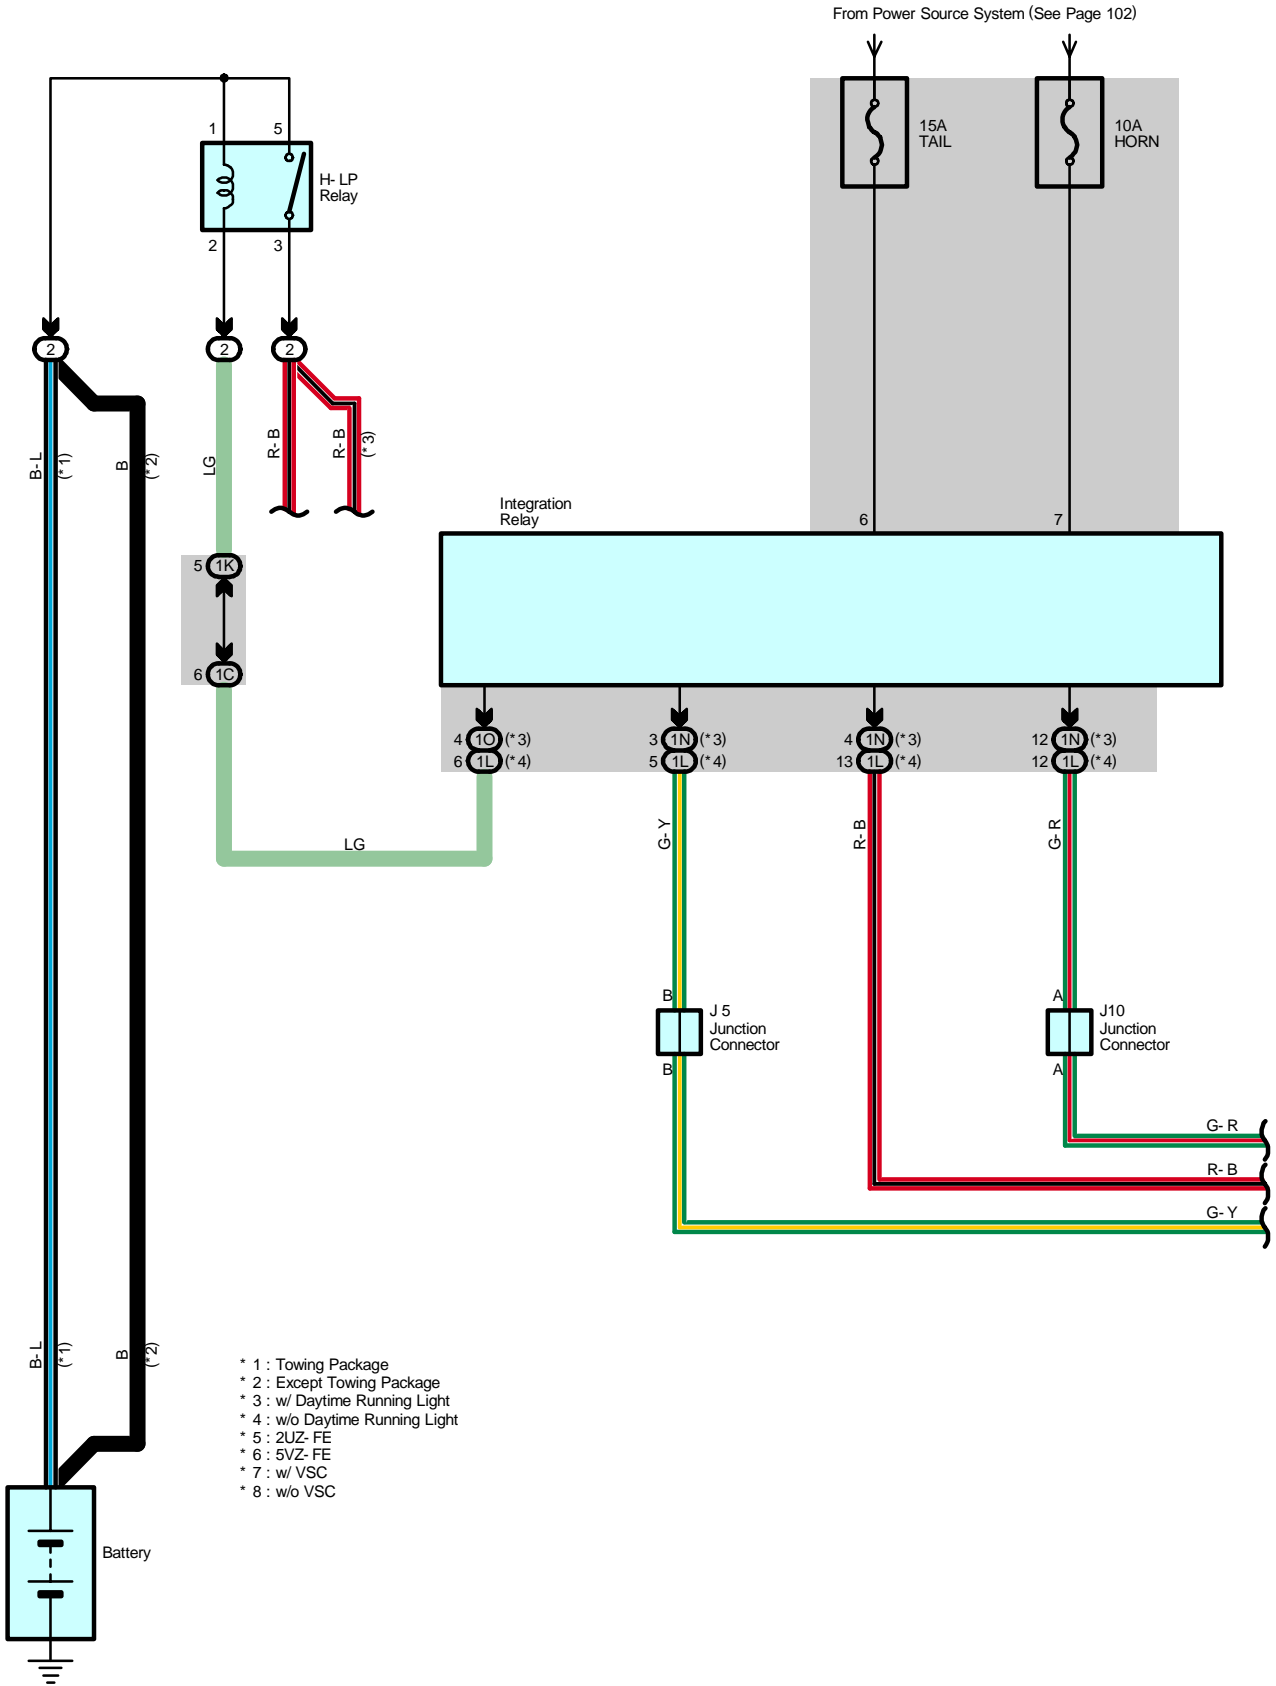 From Power Source System (See Page 102)
1
5
H- LP
Relay
2
3
15A
TAIL
10A
HORN
2
2
2
B- L
(* 1)
B
(* 2)
LG
R- B
R- B
(* 3)
Integration
Relay
6
7
5 1K
6 1C
4 1O (* 3)
6 1L (* 4)
3 1N (* 3)
5 1L (* 4)
4 1N (* 3)
13 1L (* 4)
12 1N (* 3)
12 1L (* 4)
LG
G- Y
R- B
G- R
B
J 5
Junction
Connector
B
A
J10
Junction
Connector
A
G- R
R- B
G- Y
B- L
(* 1)
B
(* 2)
* 1 : Towing Package
* 2 : Except Towing Package
* 3 : w/ Daytime Running Light
* 4 : w/o Daytime Running Light
* 5 : 2UZ- FE
* 6 : 5VZ- FE
* 7 : w/ VSC
* 8 : w/o VSC
Battery